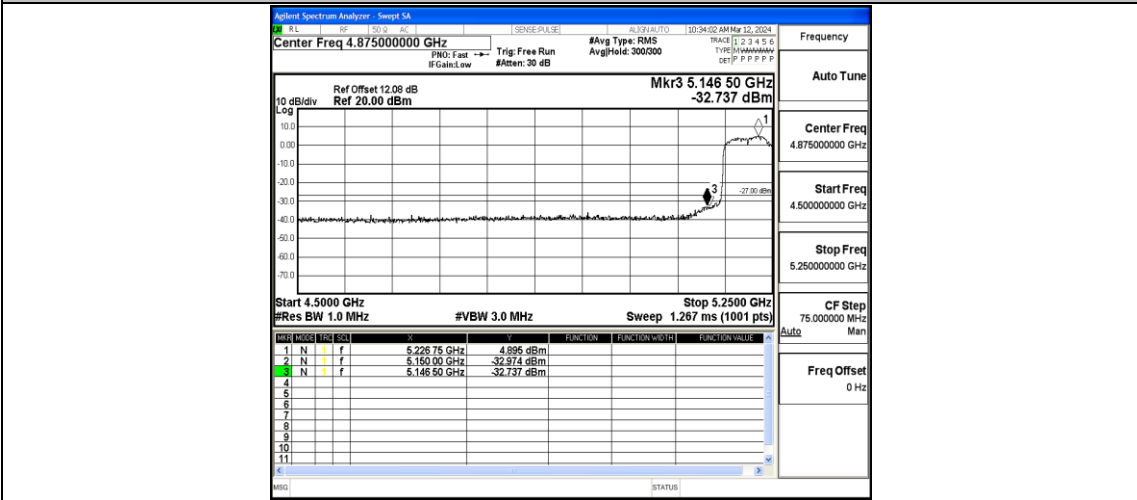 Agilent Spectrum Analyzer - Swept SA
RL RF 50 Ω AC SENSE:PULSE ALIGN AUTO 10:34:02 AM Mar 12, 2024
Center Freq 4.875000000 GHz
PNO: Fast
IFGain:Low
Trig: Free Run
#Atten: 30 dB
#Avg Type: RMS
Avg|Hold: 300/300
TRACE 1 2 3 4 5 6
TYPE M W W W W W
DET P P P P P P
Frequency
Auto Tune
Mkr3 5.146 50 GHz
-32.737 dBm
Ref Offset 12.08 dB
10 dB/div Ref 20.00 dBm
Log
10.0
0.00
-10.0
-20.0
-30.0
-40.0
-50.0
-60.0
-70.0
1
3
-27.00 dBm
Start 4.5000 GHz Stop 5.2500 GHz
#Res BW 1.0 MHz #VBW 3.0 MHz Sweep 1.267 ms (1001 pts)
Center Freq
4.875000000 GHz
Start Freq
4.500000000 GHz
Stop Freq
5.250000000 GHz
CF Step
75.000000 MHz
Auto Man
Freq Offset
0 Hz
MKR MODE TRC SCL X Y FUNCTION FUNCTION WIDTH FUNCTION VALUE
1 N 1 f 5.226 75 GHz 4.895 dBm
2 N 1 f 5.150 00 GHz -32.974 dBm
3 N 1 f 5.146 50 GHz -32.737 dBm
4
5
6
7
8
9
10
11
MSG STATUS